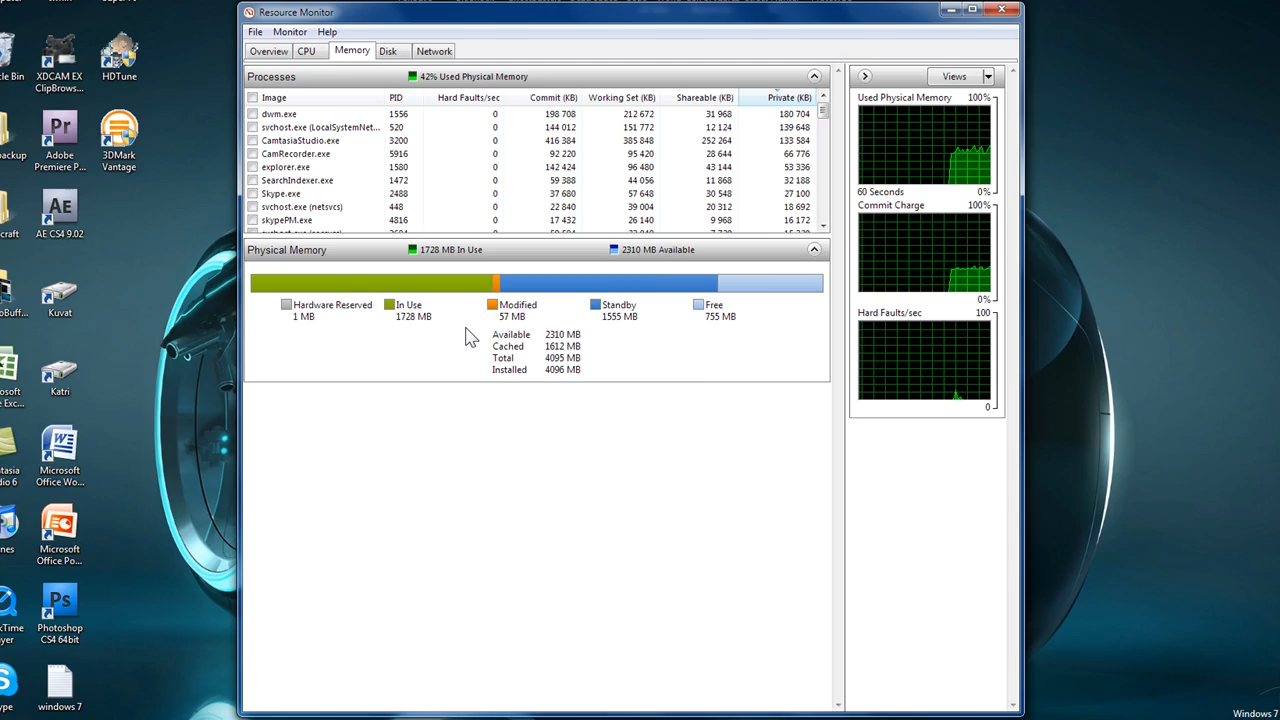 Resource Monitor
File Monitor Help
Overview CPU Memory Disk Network
Processes 42% Used Physical Memory
Image PID Hard Faults/sec Commit (KB) Working Set (KB) Shareable (KB) Private (KB)
dwm.exe 1556 0 198 708 212 672 31 968 180 704
svchost.exe (LocalSystemNet... 520 0 144 012 151 772 12 124 139 648
CamtasiaStudio.exe 3200 0 416 384 385 848 252 264 133 584
CamRecorder.exe 5916 0 92 220 95 420 28 644 66 776
explorer.exe 1580 0 142 424 96 480 43 144 53 336
SearchIndexer.exe 1472 0 59 388 44 056 11 868 32 188
Skype.exe 2488 0 37 680 57 648 30 548 27 100
svchost.exe (netsvcs) 448 0 22 840 39 004 20 312 18 692
skypePM.exe 4816 0 17 432 26 140 9 968 16 172
Physical Memory 1728 MB In Use 2310 MB Available
Hardware Reserved
1 MB
In Use
1728 MB
Modified
57 MB
Standby
1555 MB
Free
755 MB
Available 2310 MB
Cached 1612 MB
Total 4095 MB
Installed 4096 MB
Views
Used Physical Memory 100%
60 Seconds 0%
Commit Charge 100%
0%
Hard Faults/sec 100
0
XDCAM EX
ClipBrows...
HDTune
Adobe
Premiere P...
3DMark
Vantage
AE CS4 9.02
Kuvat
Katri
Microsoft
Office Wo...
Microsoft
Office Po...
Photoshop
CS4 64bit
windows 7
Windows 7